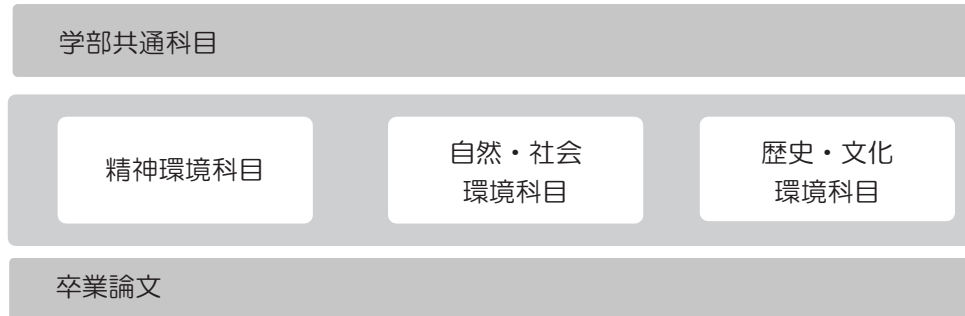 学部共通科目
精神環境科目
自然・社会
環境科目
歴史・文化
環境科目
卒業論文